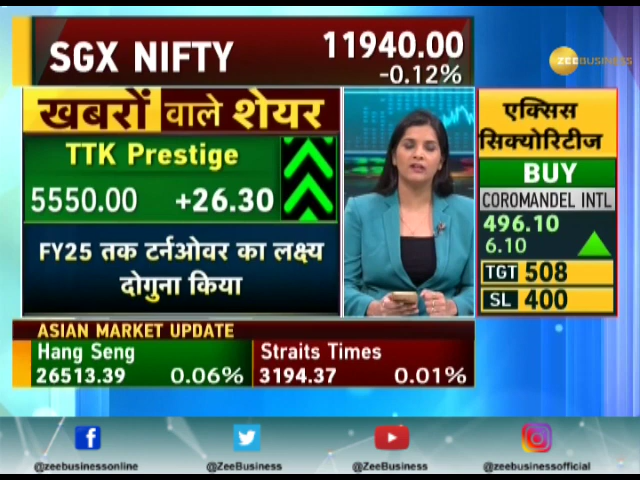 SGX NIFTY
11940.00
-0.12%
ZEEBUSINESS
खबरों वाले शेयर
TTK Prestige
5550.00 +26.30
FY25 तक टर्नओवर का लक्ष्य
दोगुना किया
एक्सिस
सिक्योरिटीज
BUY
COROMANDEL INTL
496.10
6.10
TGT 508
SL 400
ASIAN MARKET UPDATE
Hang Seng
26513.39 0.06%
Straits Times
3194.37 0.01%
@zeebusinessonline
@ZeeBusiness
@ZeeBusiness
@zeebusinessofficial